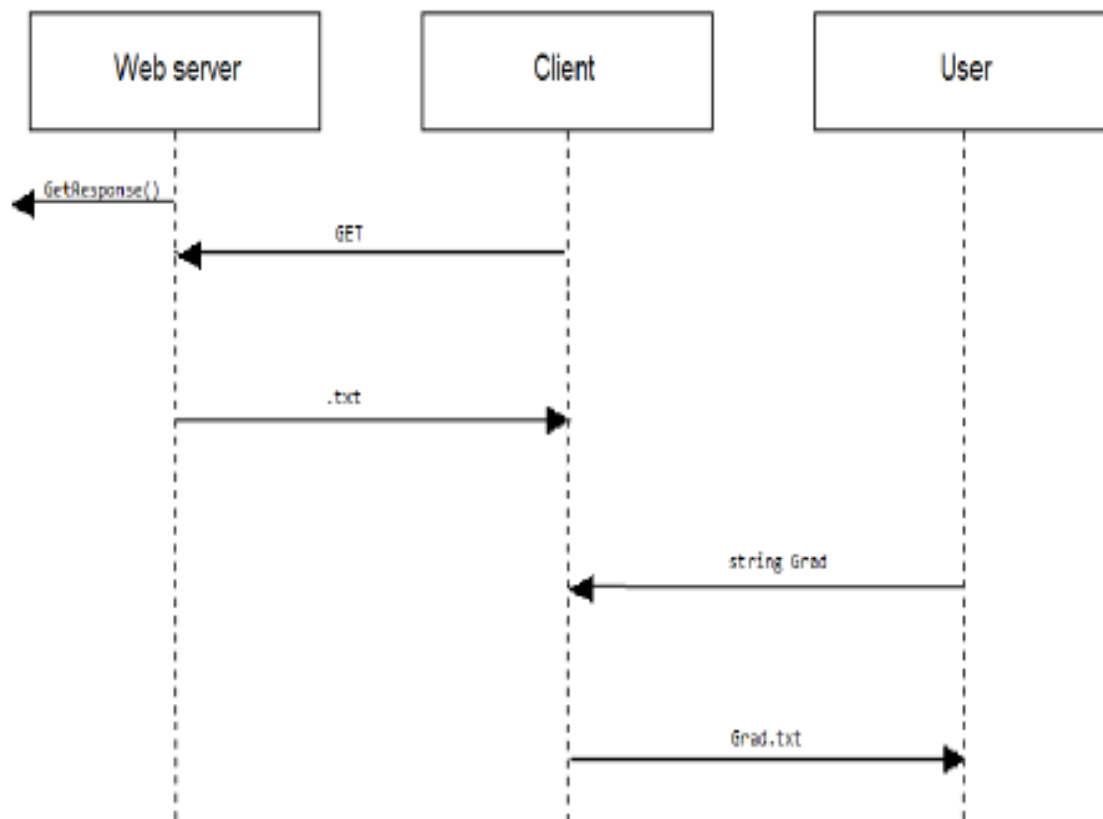 Web server
Client
User
GetResponse()
GET
.txt
string Grad
Grad.txt